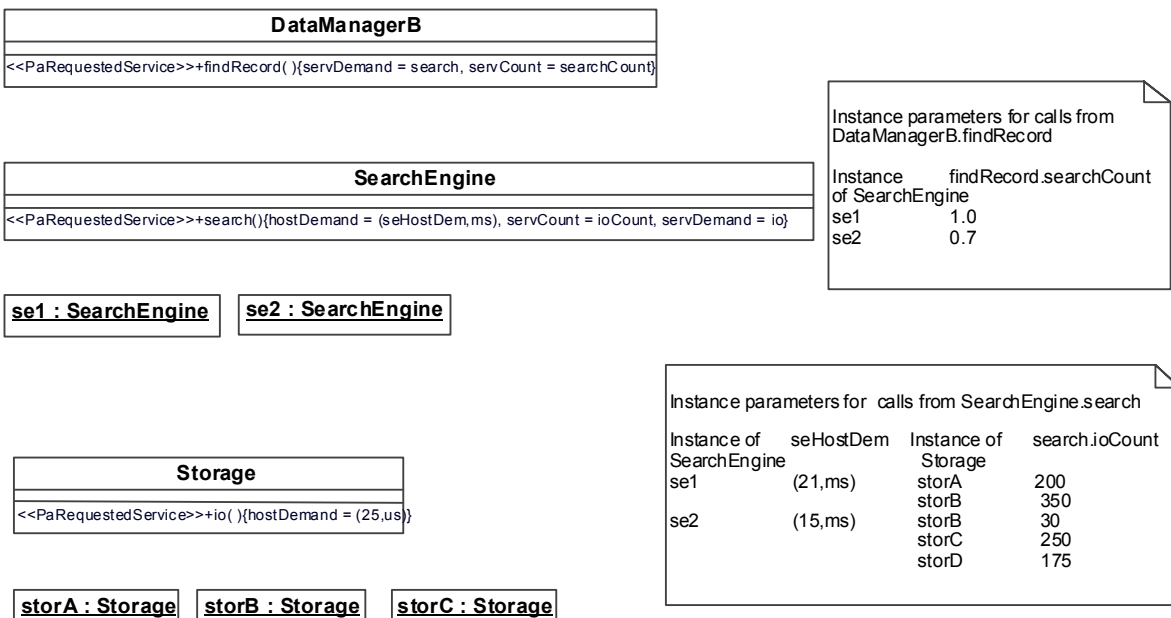 DataManagerB
<<PaRequestedService>>+findRecord( ){servDemand = search, servCount = searchCount}
Instance parameters for calls from
DataManagerB.findRecord
Instance findRecord.searchCount
of SearchEngine
se1 1.0
se2 0.7
SearchEngine
<<PaRequestedService>>+search(){hostDemand = (seHostDem,ms), servCount = ioCount, servDemand = io}
se1 : SearchEngine
se2 : SearchEngine
Instance parameters for calls from SearchEngine.search
Instance of seHostDem Instance of search.ioCount
SearchEngine Storage
se1 (21,ms) storA 200
storB 350
se2 (15,ms) storB 30
storC 250
storD 175
Storage
<<PaRequestedService>>+io( ){hostDemand = (25,us)}
storA : Storage
storB : Storage
storC : Storage